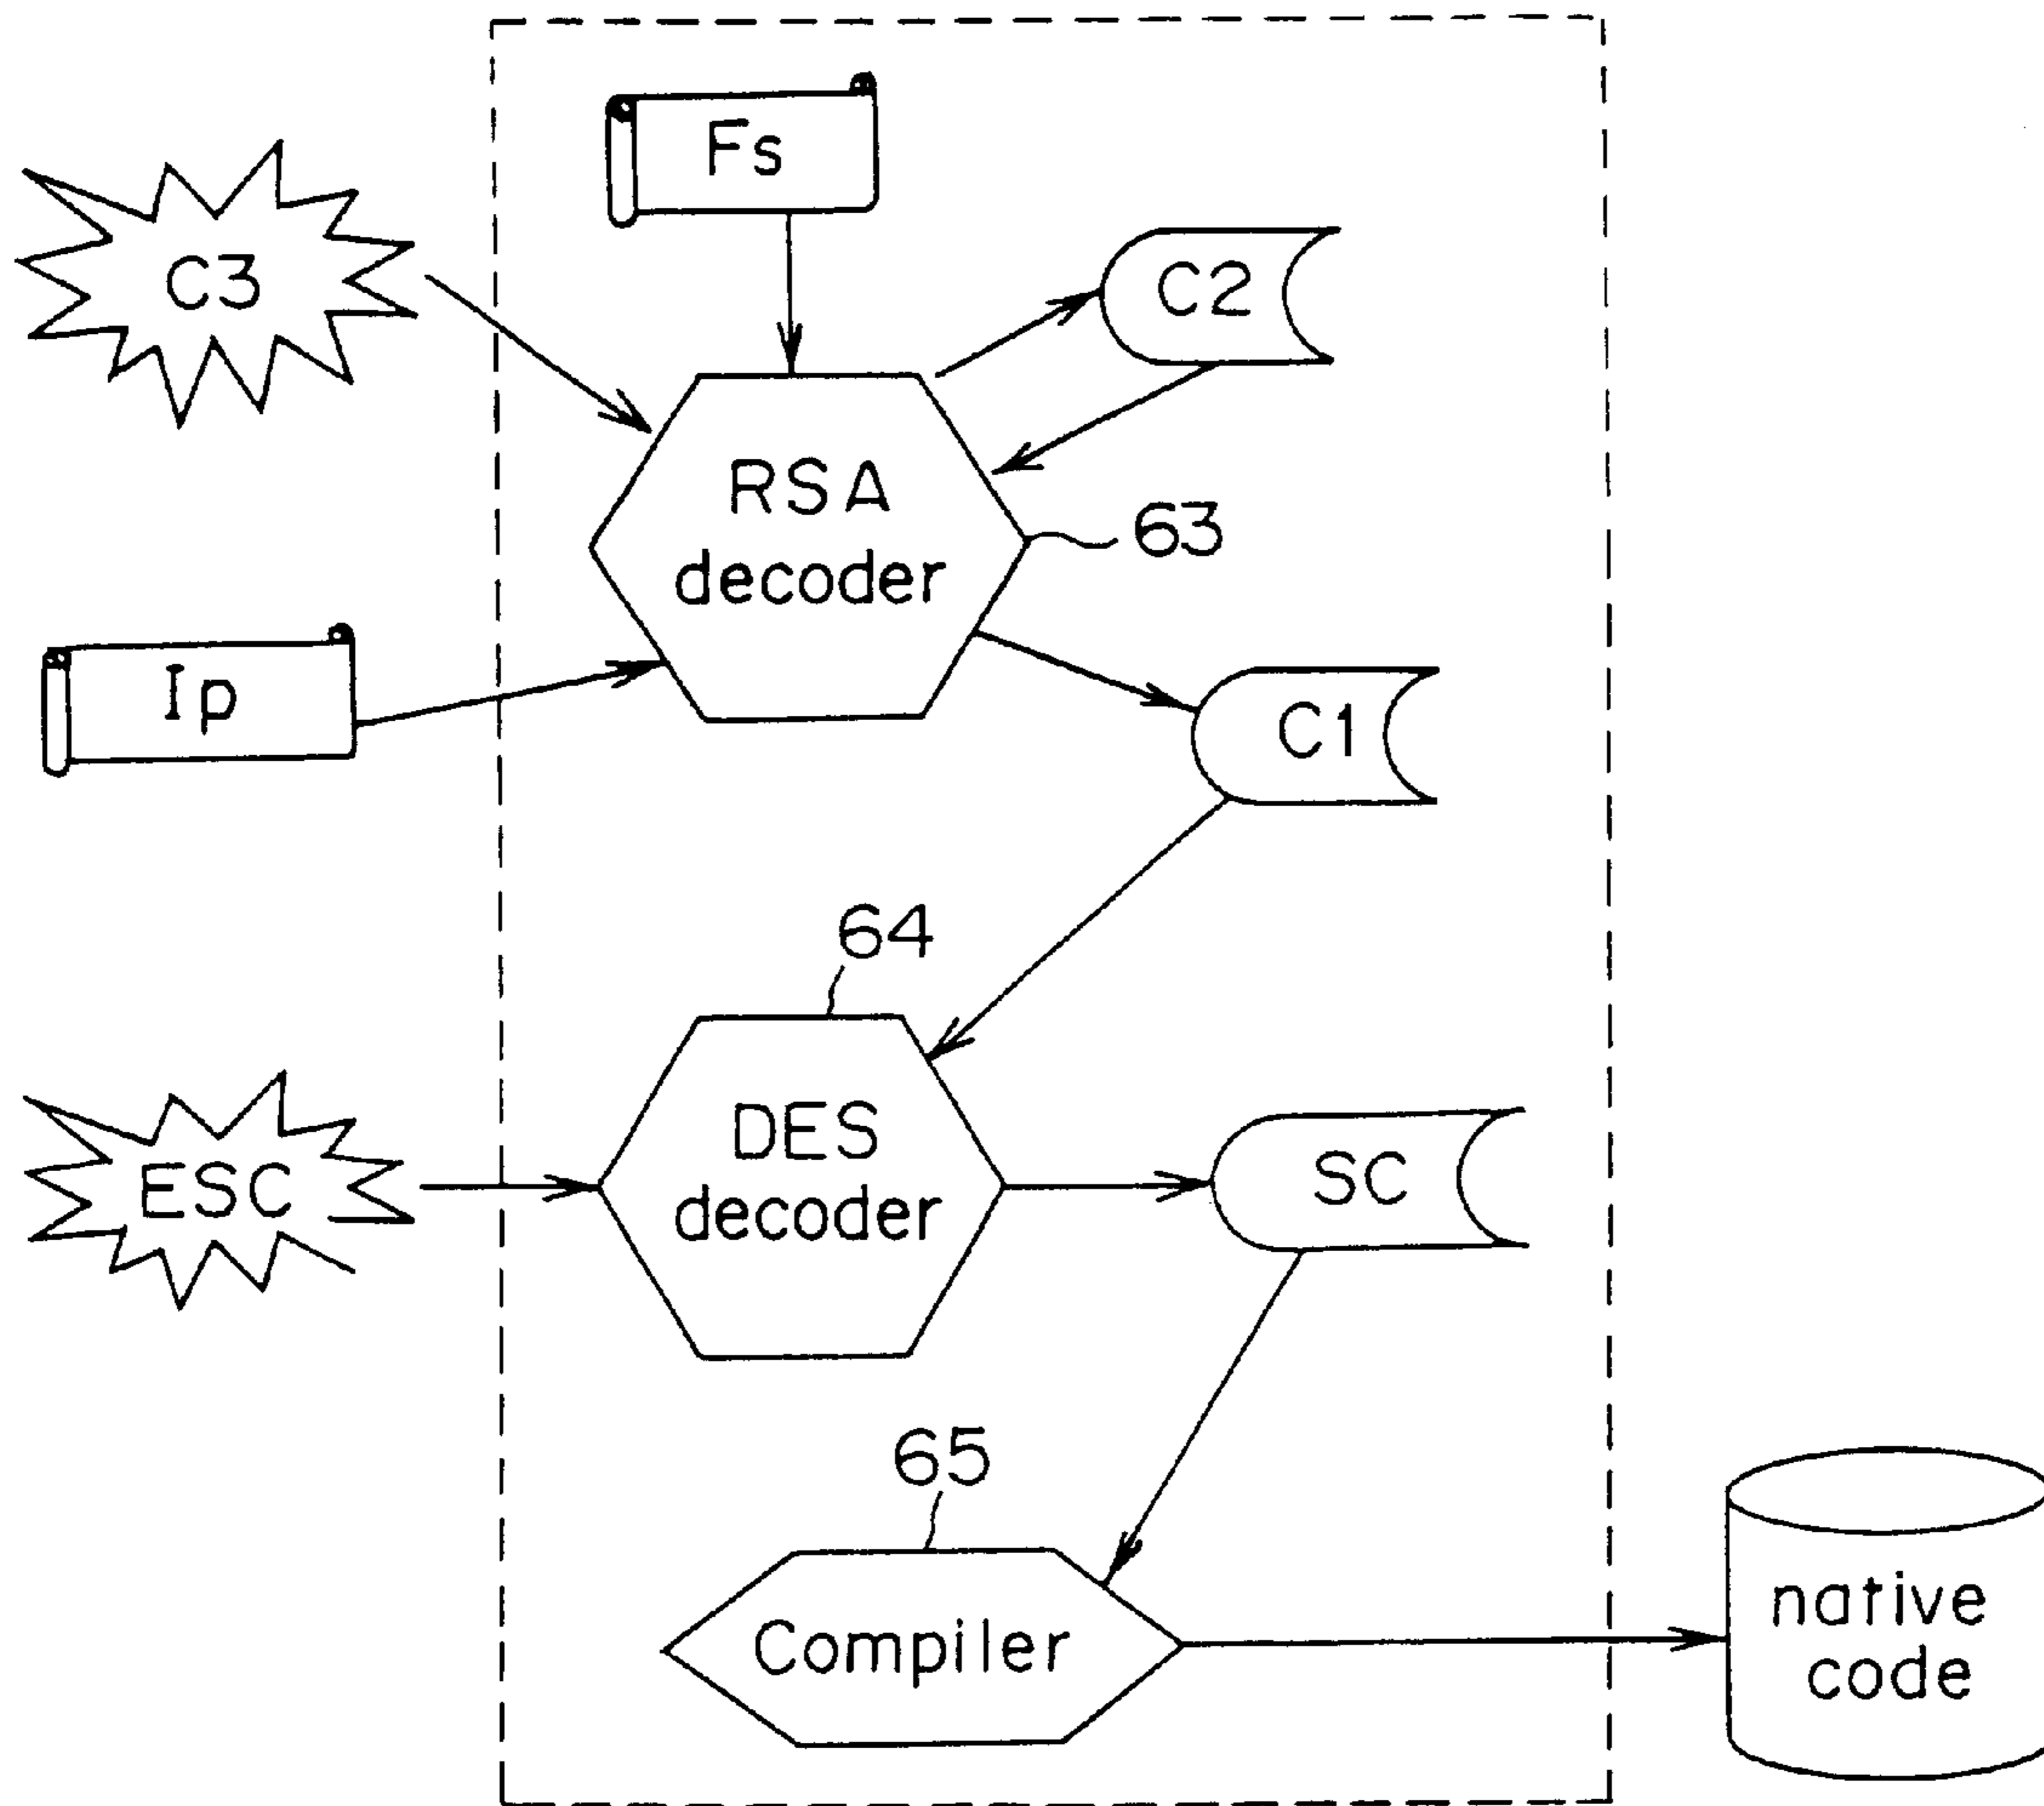 Fs
C3
C2
RSA
decoder
63
Ip
C1
64
DES
decoder
ESC
SC
65
Compiler
native
code